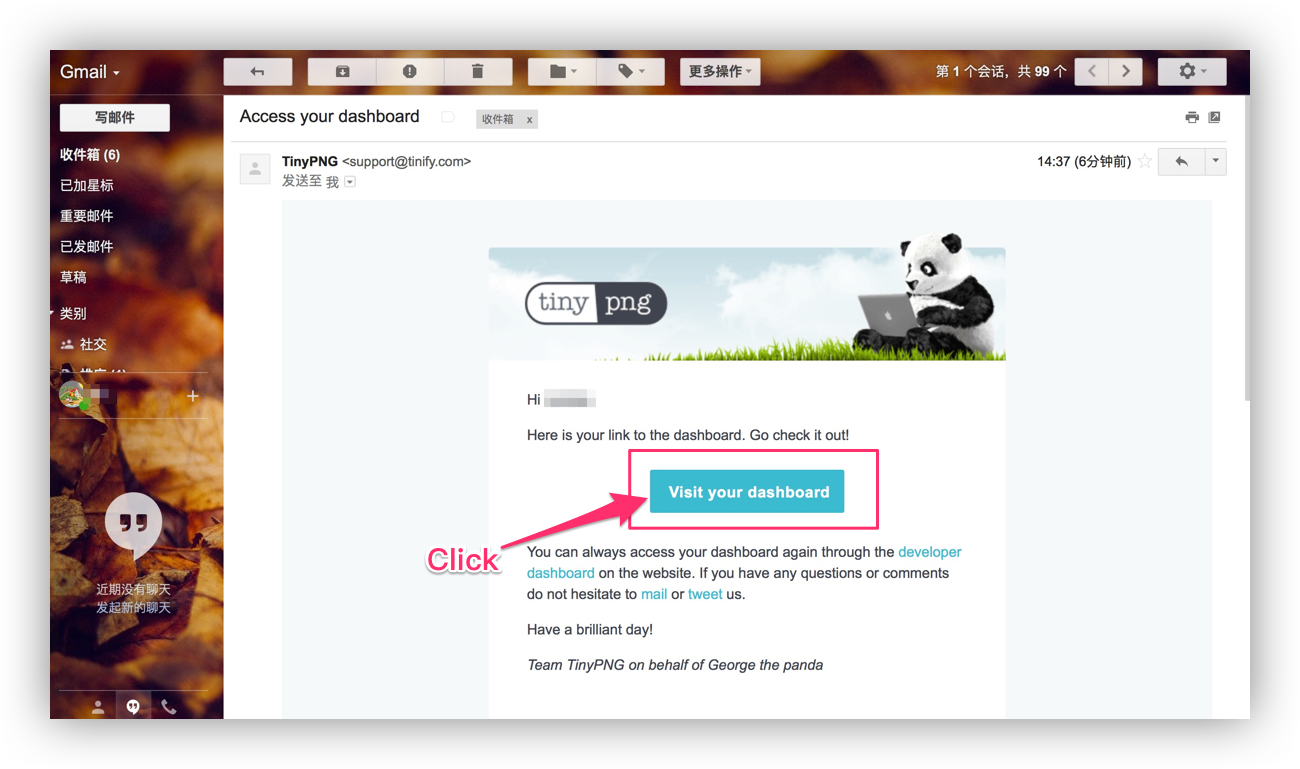 Gmail
更多操作
第 1 个会话，共 99 个
写邮件
收件箱 (6)
已加星标
重要邮件
已发邮件
草稿
类别
社交
近期没有聊天
发起新的聊天
Access your dashboard
收件箱 x
TinyPNG <support@tinify.com>
14:37 (6分钟前)
发送至 我
tiny png
Hi
Here is your link to the dashboard. Go check it out!
Visit your dashboard
Click
You can always access your dashboard again through the developer
dashboard on the website. If you have any questions or comments
do not hesitate to mail or tweet us.
Have a brilliant day!
Team TinyPNG on behalf of George the panda